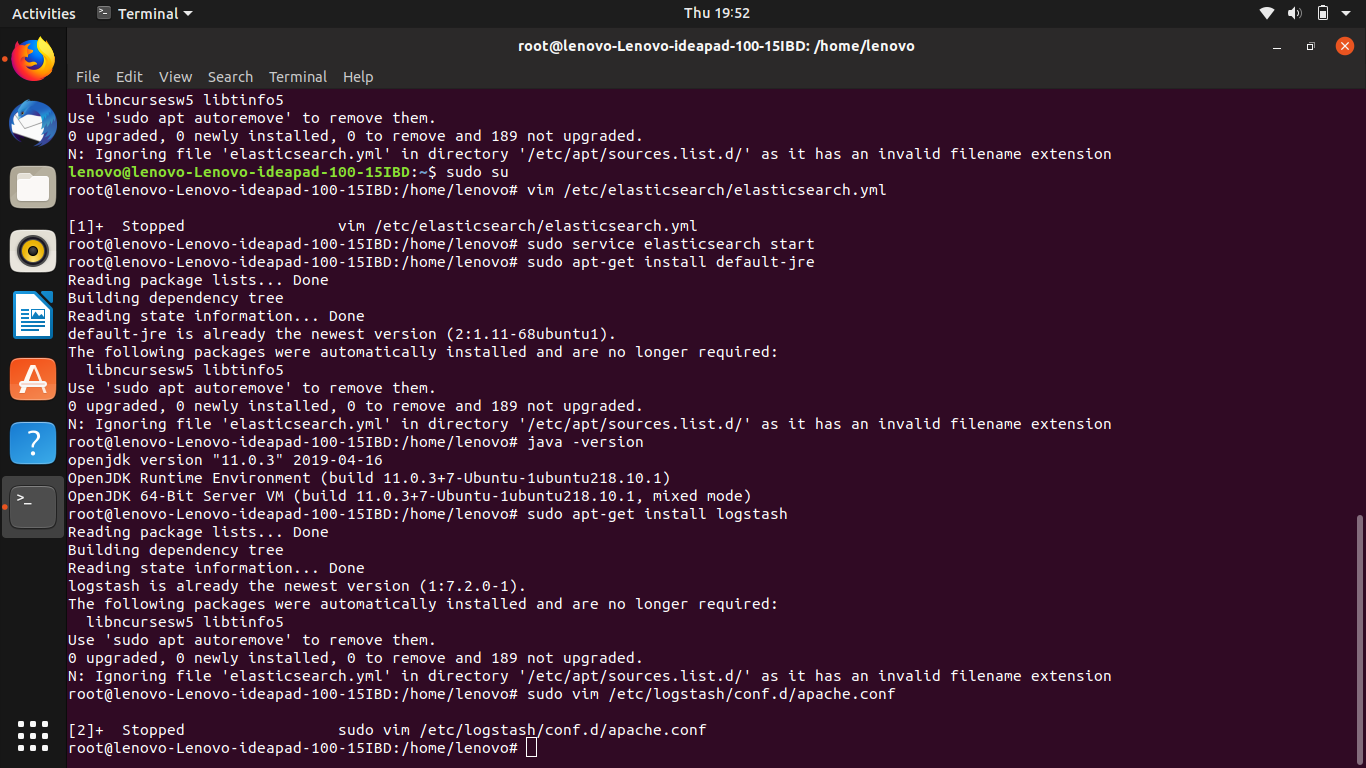 Activities
Terminal
Thu 19:52
root@lenovo-Lenovo-ideapad-100-15IBD: /home/lenovo
File Edit View Search Terminal Help
  libncursesw5 libtinfo5
Use 'sudo apt autoremove' to remove them.
0 upgraded, 0 newly installed, 0 to remove and 189 not upgraded.
N: Ignoring file 'elasticsearch.yml' in directory '/etc/apt/sources.list.d/' as it has an invalid filename extension
lenovo@lenovo-Lenovo-ideapad-100-15IBD:~$ sudo su
root@lenovo-Lenovo-ideapad-100-15IBD:/home/lenovo# vim /etc/elasticsearch/elasticsearch.yml

[1]+  Stopped                 vim /etc/elasticsearch/elasticsearch.yml
root@lenovo-Lenovo-ideapad-100-15IBD:/home/lenovo# sudo service elasticsearch start
root@lenovo-Lenovo-ideapad-100-15IBD:/home/lenovo# sudo apt-get install default-jre
Reading package lists... Done
Building dependency tree
Reading state information... Done
default-jre is already the newest version (2:1.11-68ubuntu1).
The following packages were automatically installed and are no longer required:
  libncursesw5 libtinfo5
Use 'sudo apt autoremove' to remove them.
0 upgraded, 0 newly installed, 0 to remove and 189 not upgraded.
N: Ignoring file 'elasticsearch.yml' in directory '/etc/apt/sources.list.d/' as it has an invalid filename extension
root@lenovo-Lenovo-ideapad-100-15IBD:/home/lenovo# java -version
openjdk version "11.0.3" 2019-04-16
OpenJDK Runtime Environment (build 11.0.3+7-Ubuntu-1ubuntu218.10.1)
OpenJDK 64-Bit Server VM (build 11.0.3+7-Ubuntu-1ubuntu218.10.1, mixed mode)
root@lenovo-Lenovo-ideapad-100-15IBD:/home/lenovo# sudo apt-get install logstash
Reading package lists... Done
Building dependency tree
Reading state information... Done
logstash is already the newest version (1:7.2.0-1).
The following packages were automatically installed and are no longer required:
  libncursesw5 libtinfo5
Use 'sudo apt autoremove' to remove them.
0 upgraded, 0 newly installed, 0 to remove and 189 not upgraded.
N: Ignoring file 'elasticsearch.yml' in directory '/etc/apt/sources.list.d/' as it has an invalid filename extension
root@lenovo-Lenovo-ideapad-100-15IBD:/home/lenovo# sudo vim /etc/logstash/conf.d/apache.conf

[2]+  Stopped                 sudo vim /etc/logstash/conf.d/apache.conf
root@lenovo-Lenovo-ideapad-100-15IBD:/home/lenovo#